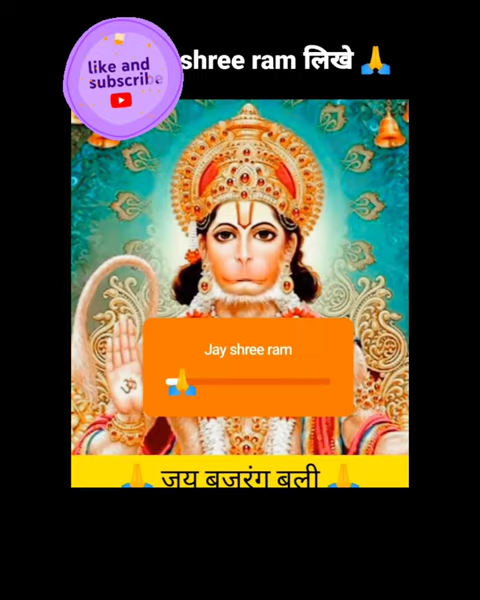 like and
subscribe
shree ram लिखे 🙏
ॐ
Jay shree ram
🙏 जय बजरंग बली 🙏